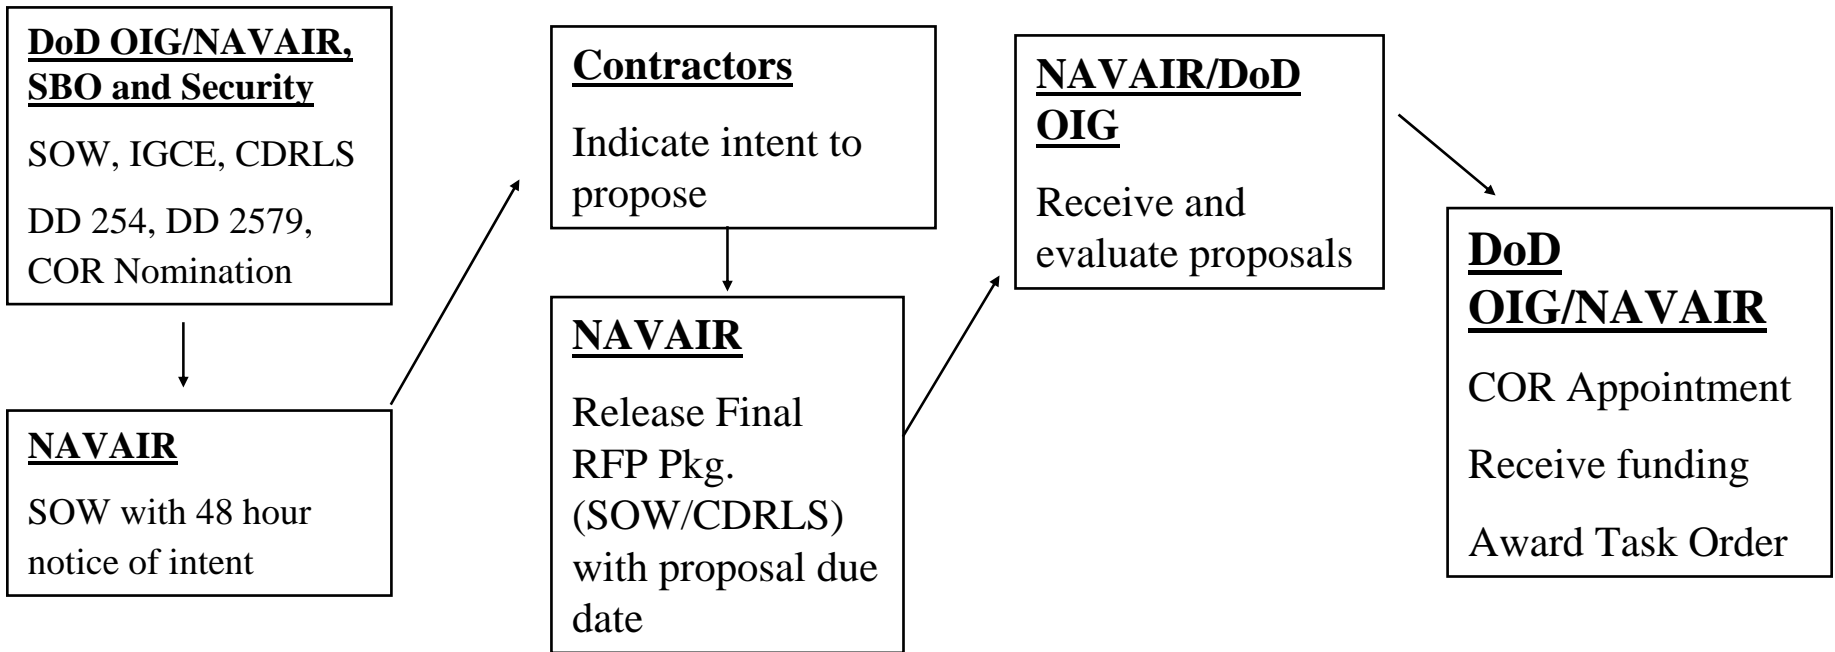 DoD OIG/NAVAIR,
SBO and Security
SOW, IGCE, CDRLS
DD 254, DD 2579,
COR Nomination
NAVAIR
SOW with 48 hour
notice of intent
Contractors
Indicate intent to
propose
NAVAIR
Release Final
RFP Pkg.
(SOW/CDRLS)
with proposal due
date
NAVAIR/DoD
OIG
Receive and
evaluate proposals
DoD
OIG/NAVAIR
COR Appointment
Receive funding
Award Task Order